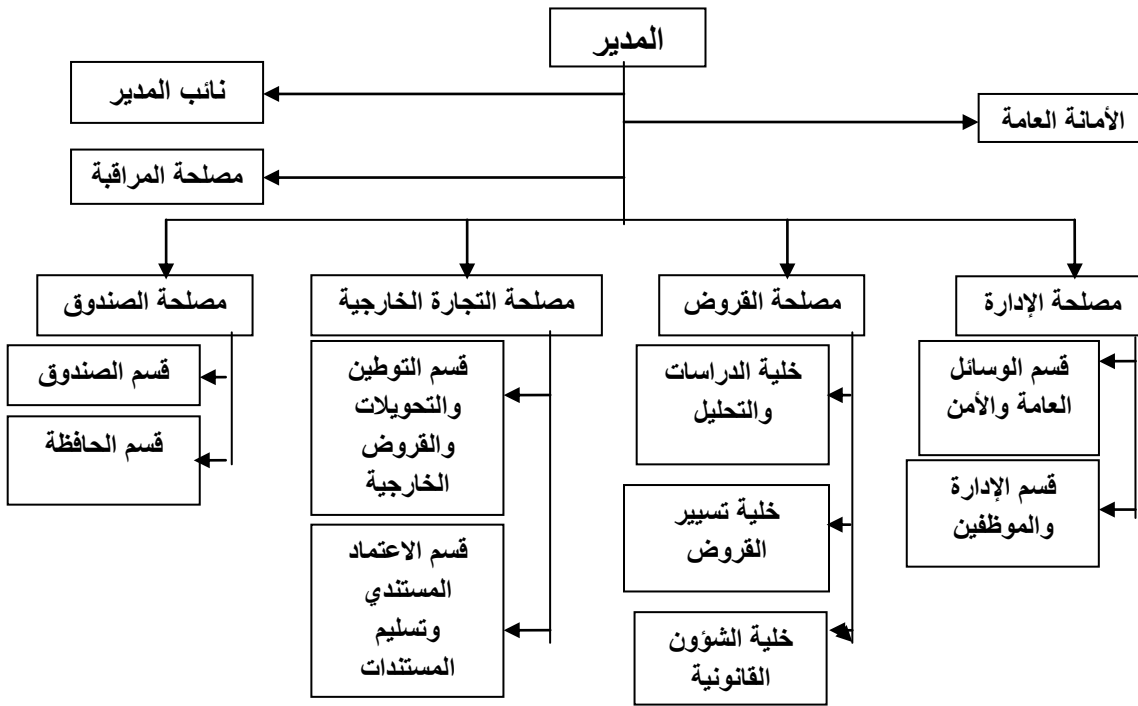 المدير
نائب المدير
الأمانة العامة
مصلحة المراقبة
مصلحة الإدارة
مصلحة القروض
مصلحة التجارة الخارجية
مصلحة الصندوق
قسم الوسائل
العامة والأمن
قسم الإدارة
والموظفين
خلية الدراسات
والتحليل
خلية تسيير
القروض
خلية الشؤون
القانونية
قسم التوطين
والتحويلات
والقروض
الخارجية
قسم الاعتماد
المستندي
وتسليم
المستندات
قسم الصندوق
قسم الحافظة